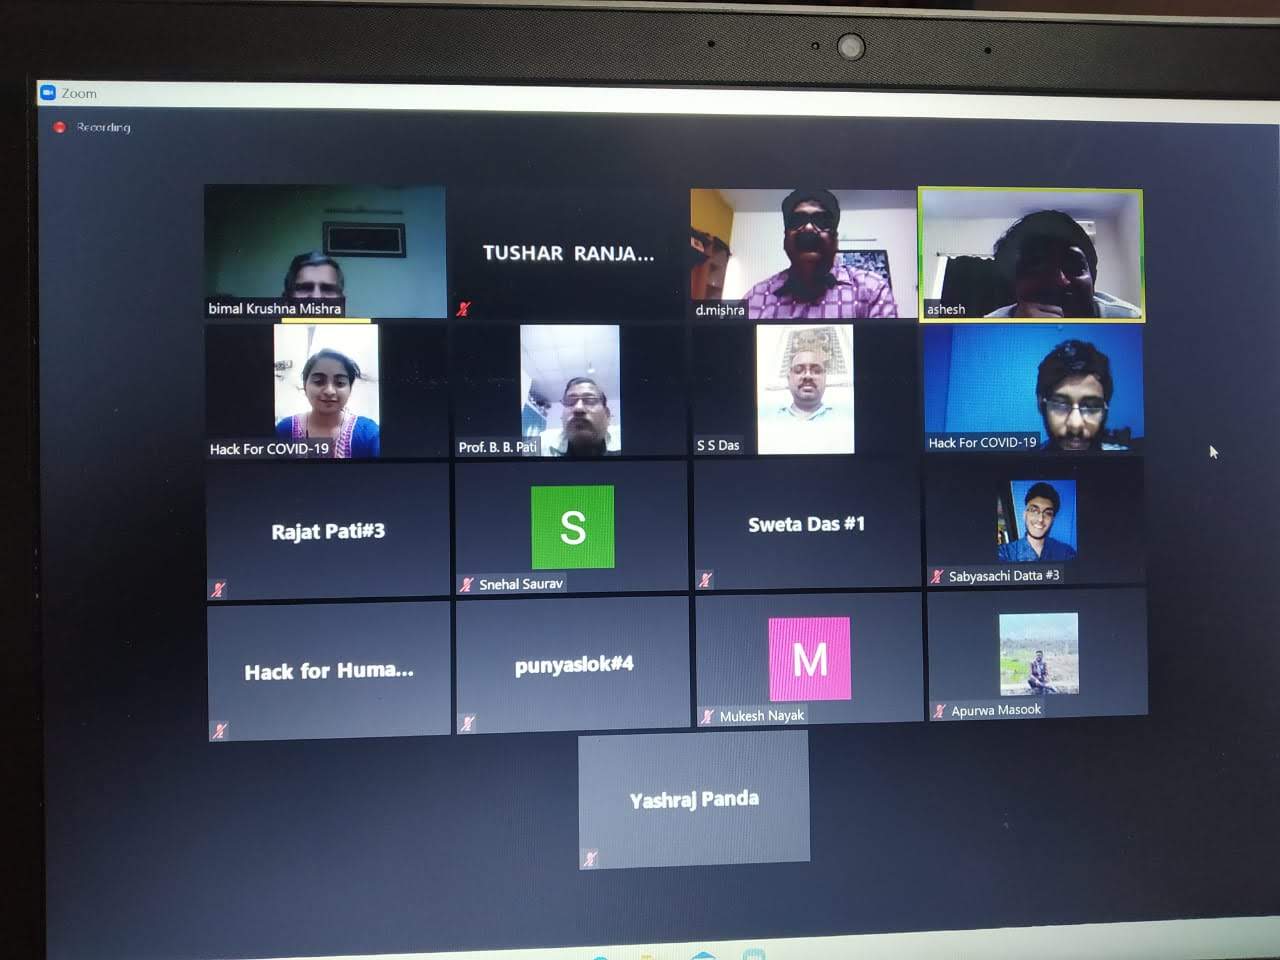 Zoom
Recording
bimal Krushna Mishra
TUSHAR RANJA...
d.mishra
ashesh
Hack For COVID-19
Prof. B. B. Pati
S S Das
Hack For COVID-19
Rajat Pati#3
S
Snehal Saurav
Sweta Das #1
Sabyasachi Datta #3
Hack for Huma...
punyaslok#4
M
Mukesh Nayak
Apurwa Masook
Yashraj Panda